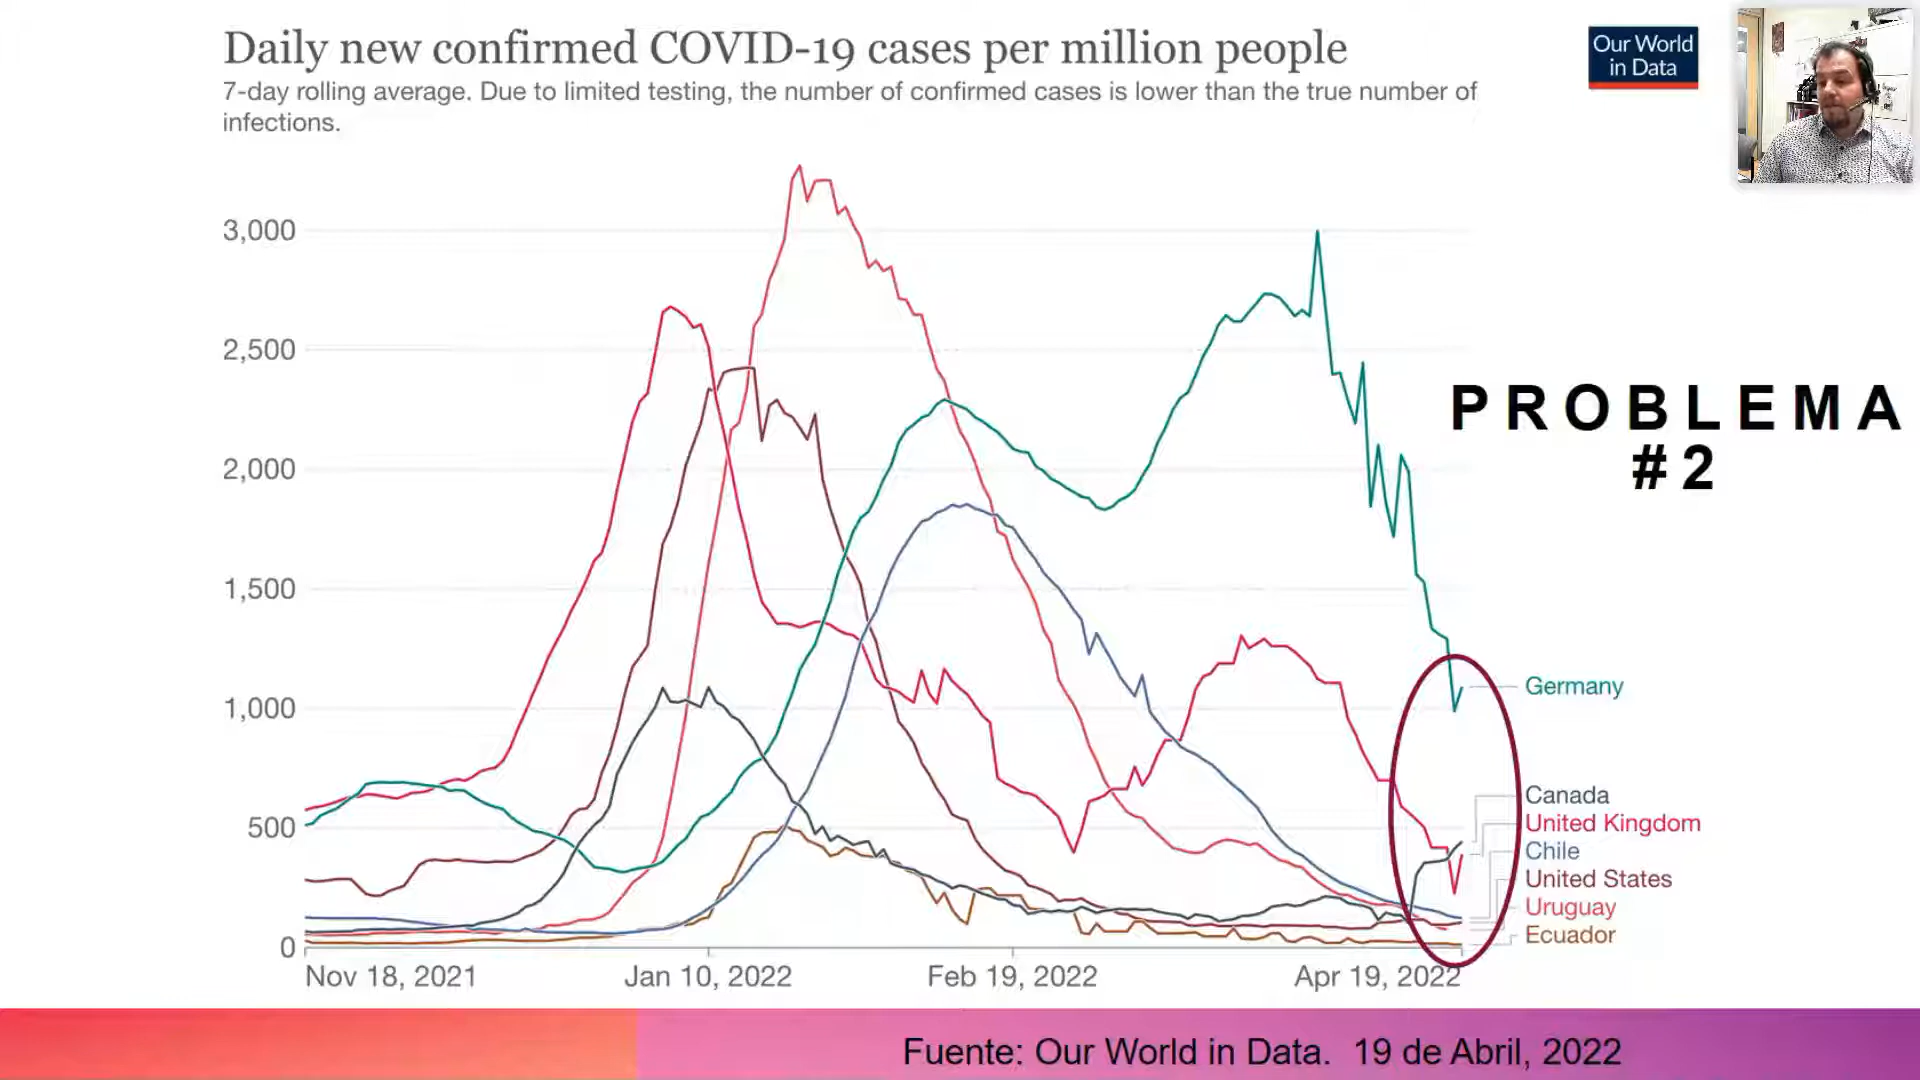 Daily new confirmed COVID-19 cases per million people
7-day rolling average. Due to limited testing, the number of confirmed cases is lower than the true number of
infections.
Our World
in Data
3,000
2,500
2,000
1,500
1,000
500
0
Nov 18, 2021
Jan 10, 2022
Feb 19, 2022
Apr 19, 2022
PROBLEMA
#2
Germany
Canada
United Kingdom
Chile
United States
Uruguay
Ecuador
Fuente: Our World in Data. 19 de Abril, 2022